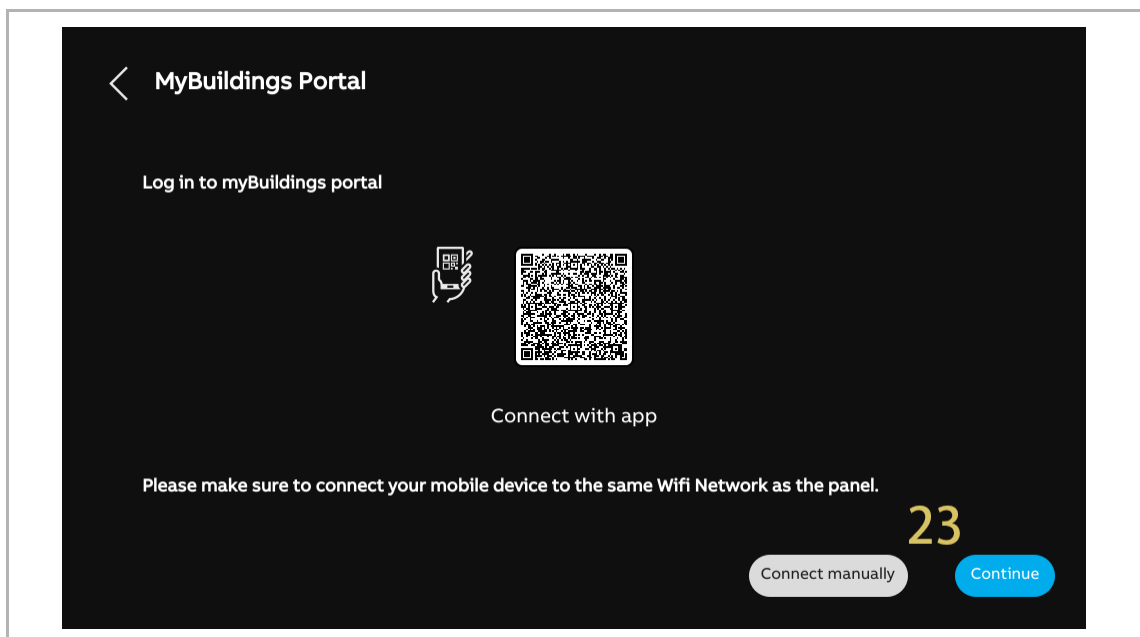 MyBuildings Portal
Log in to myBuildings portal
Connect with app
Please make sure to connect your mobile device to the same Wifi Network as the panel.
23
Connect manually
Continue